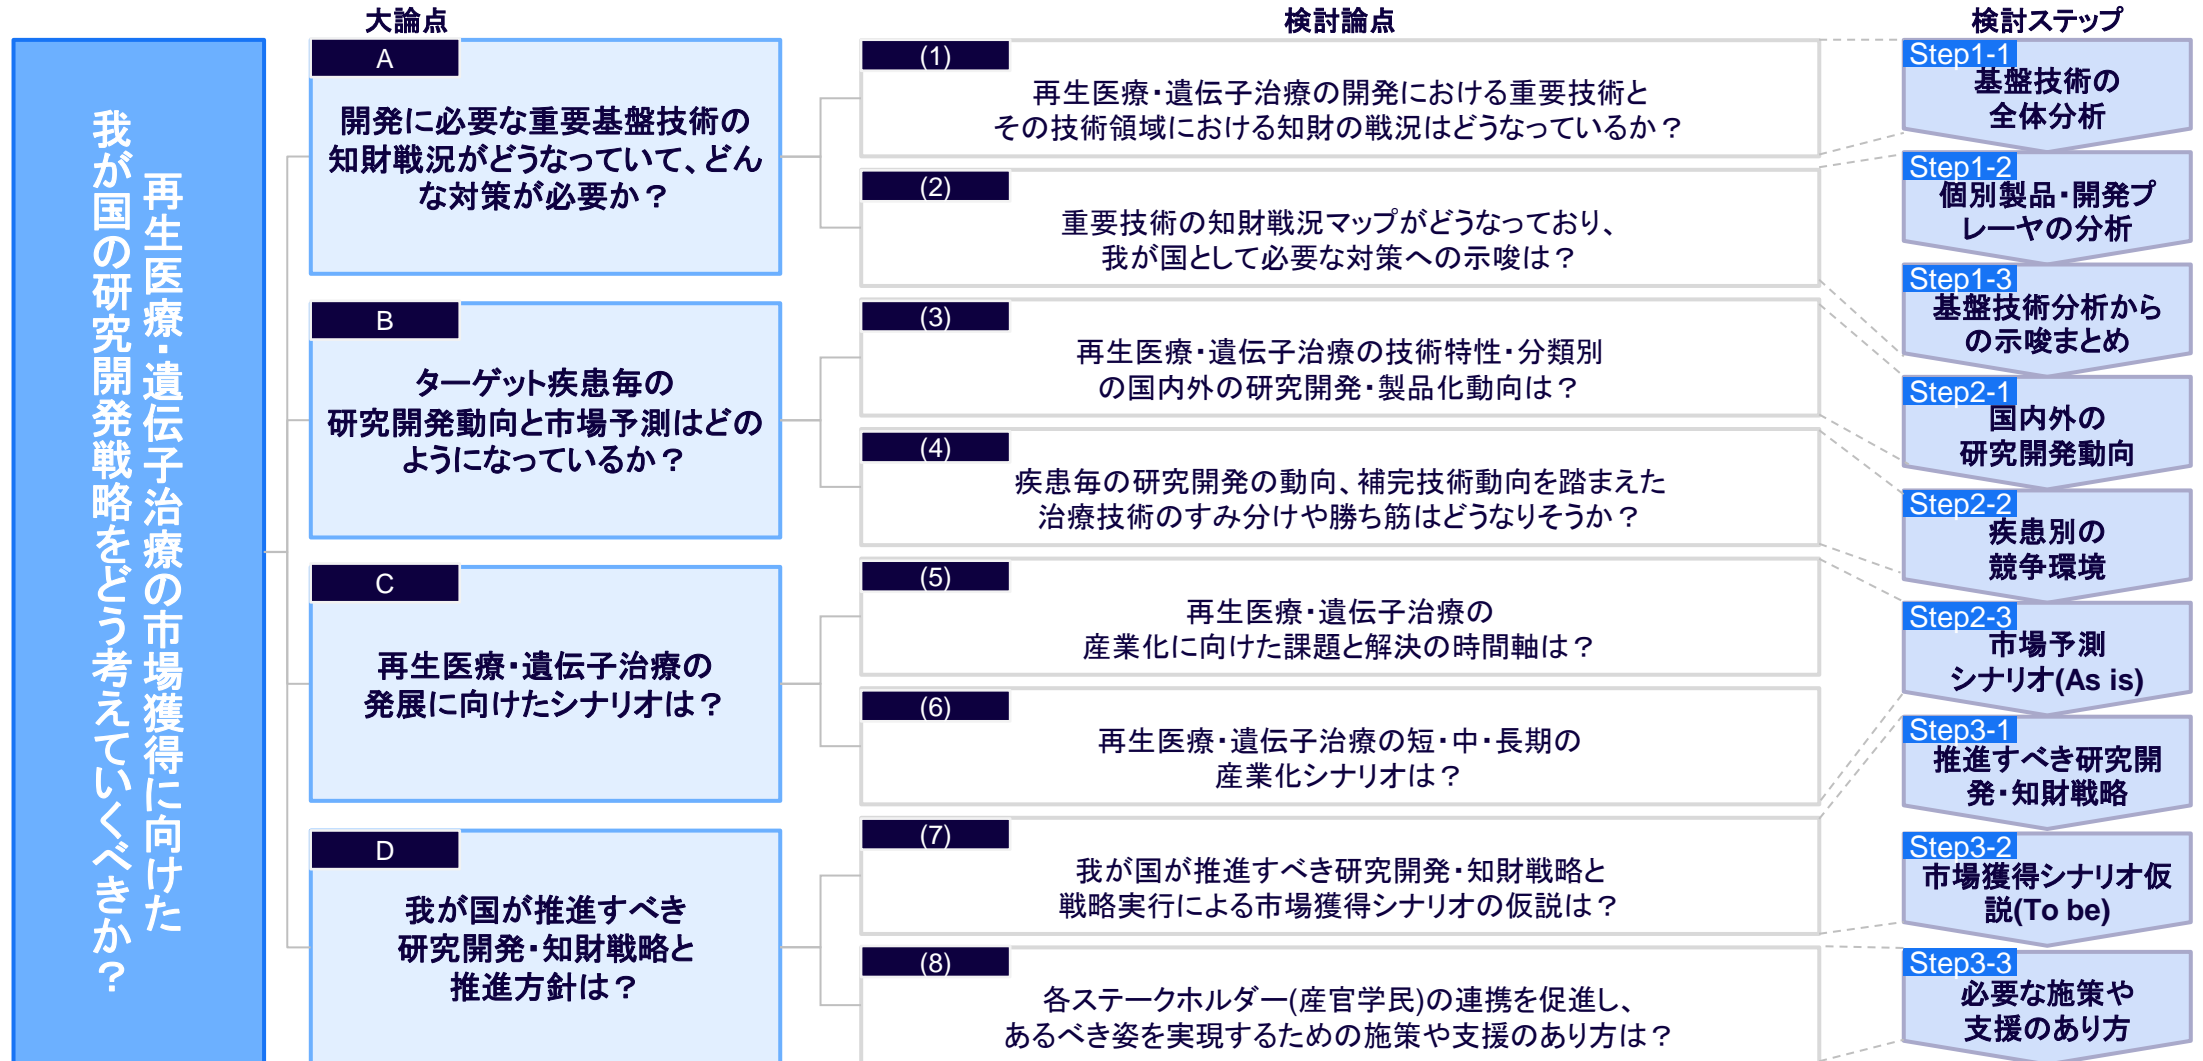 大論点
検討論点
検討ステップ
再生医療・遺伝子治療の市場獲得に向けた
我が国の研究開発戦略をどう考えていくべきか？
A
開発に必要な重要基盤技術の
知財戦況がどうなっていて、どん
な対策が必要か？
B
ターゲット疾患毎の
研究開発動向と市場予測はどの
ようになっているか？
C
再生医療・遺伝子治療の
発展に向けたシナリオは？
D
我が国が推進すべき
研究開発・知財戦略と
推進方針は？
(1)
再生医療・遺伝子治療の開発における重要技術と
その技術領域における知財の戦況はどうなっているか？
(2)
重要技術の知財戦況マップがどうなっており、
我が国として必要な対策への示唆は？
(3)
再生医療・遺伝子治療の技術特性・分類別
の国内外の研究開発・製品化動向は？
(4)
疾患毎の研究開発の動向、補完技術動向を踏まえた
治療技術のすみ分けや勝ち筋はどうなりそうか？
(5)
再生医療・遺伝子治療の
産業化に向けた課題と解決の時間軸は？
(6)
再生医療・遺伝子治療の短・中・長期の
産業化シナリオは？
(7)
我が国が推進すべき研究開発・知財戦略と
戦略実行による市場獲得シナリオの仮説は？
(8)
各ステークホルダー(産官学民)の連携を促進し、
あるべき姿を実現するための施策や支援のあり方は？
Step1-1
基盤技術の
全体分析
Step1-2
個別製品・開発プ
レーヤの分析
Step1-3
基盤技術分析から
の示唆まとめ
Step2-1
国内外の
研究開発動向
Step2-2
疾患別の
競争環境
Step2-3
市場予測
シナリオ(As is)
Step3-1
推進すべき研究開
発・知財戦略
Step3-2
市場獲得シナリオ仮
説(To be)
Step3-3
必要な施策や
支援のあり方